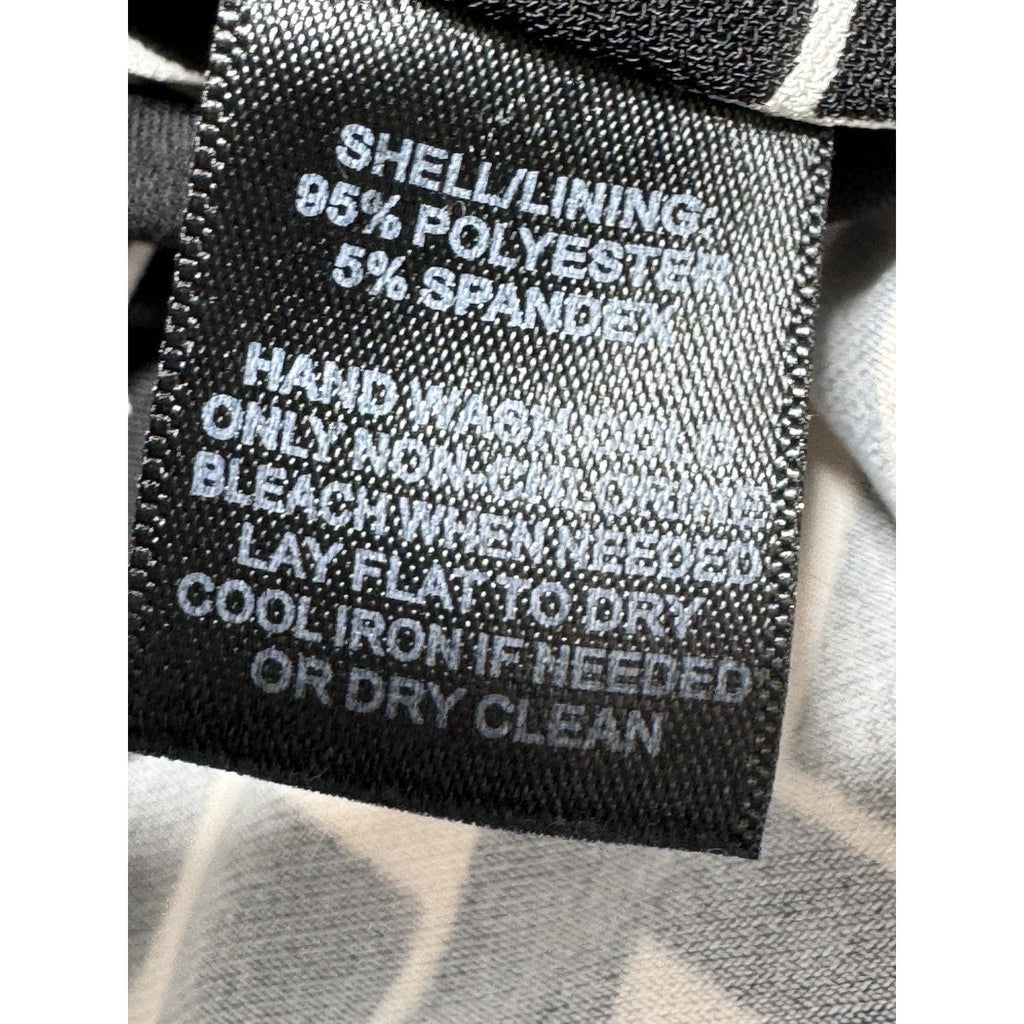 SHELL/LINING:
95% POLYESTER
5% SPANDEX
HAND WASH COLD
ONLY NON-CHLORINE
BLEACH WHEN NEEDED
LAY FLAT TO DRY
COOL IRON IF NEEDED
OR DRY CLEAN